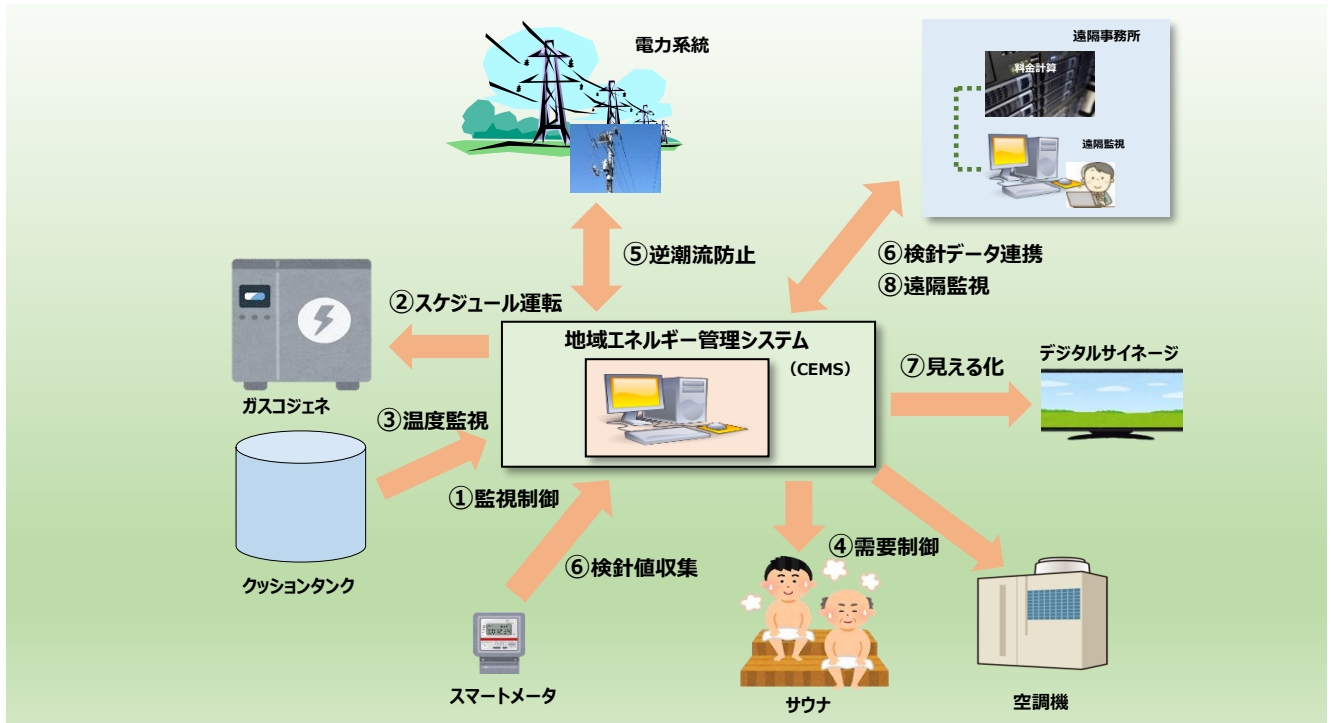 電力系統
遠隔事務所
料金計算
遠隔監視
⑤逆潮流防止
⑥検針データ連携
⑧遠隔監視
②スケジュール運転
地域エネルギー管理システム
（CEMS）
⑦見える化
デジタルサイネージ
ガスコジェネ
③温度監視
①監視制御
④需要制御
⑥検針値収集
クッションタンク
スマートメータ
サウナ
空調機